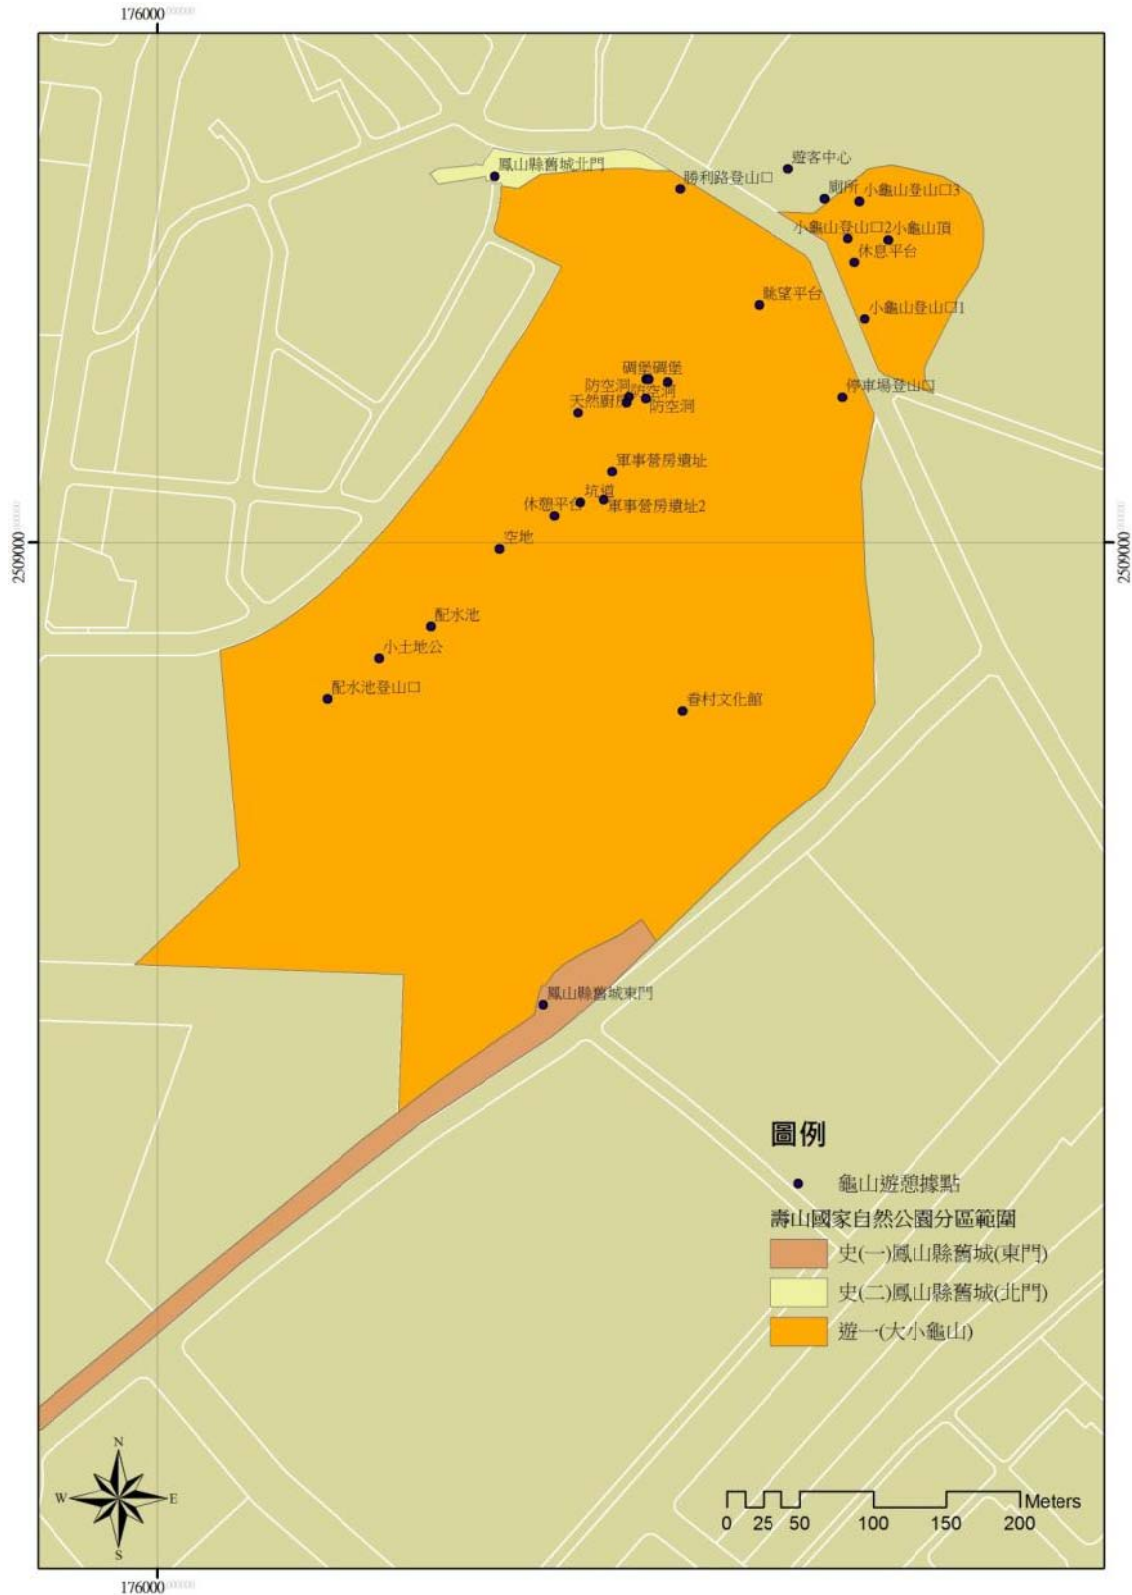 176000.000000
鳳山縣舊城北門
遊客中心
勝利路登山口
廁所
小龜山登山口3
小龜山登山口2
小龜山頂
休息平台
眺望平台
小龜山登山口1
碉堡
碉堡
防空洞
防空洞
停車場登山口
天然廚房
防空洞
軍事營房遺址
坑道
休憩平台
軍事營房遺址2
空地
2509000.000000
2509000.000000
配水池
小土地公
配水池登山口
眷村文化館
鳳山縣舊城東門
圖例
龜山遊憩據點
壽山國家自然公園分區範圍
史(一)鳳山縣舊城(東門)
史(二)鳳山縣舊城(北門)
遊一(大小龜山)
N
W
E
S
Meters
0 25 50 100 150 200
176000.000000